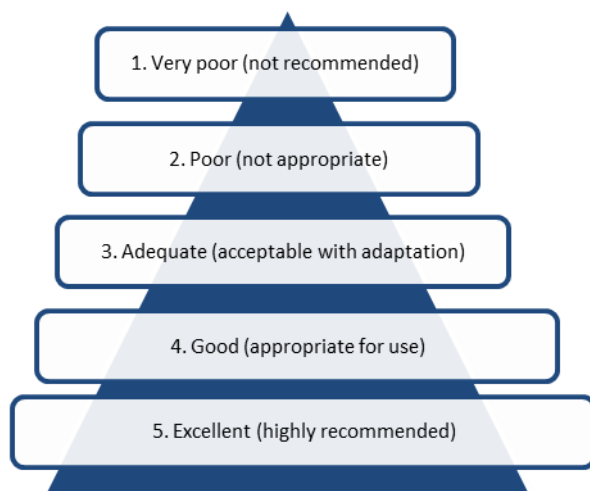 1. Very poor (not recommended)
2. Poor (not appropriate)
3. Adequate (acceptable with adaptation)
4. Good (appropriate for use)
5. Excellent (highly recommended)